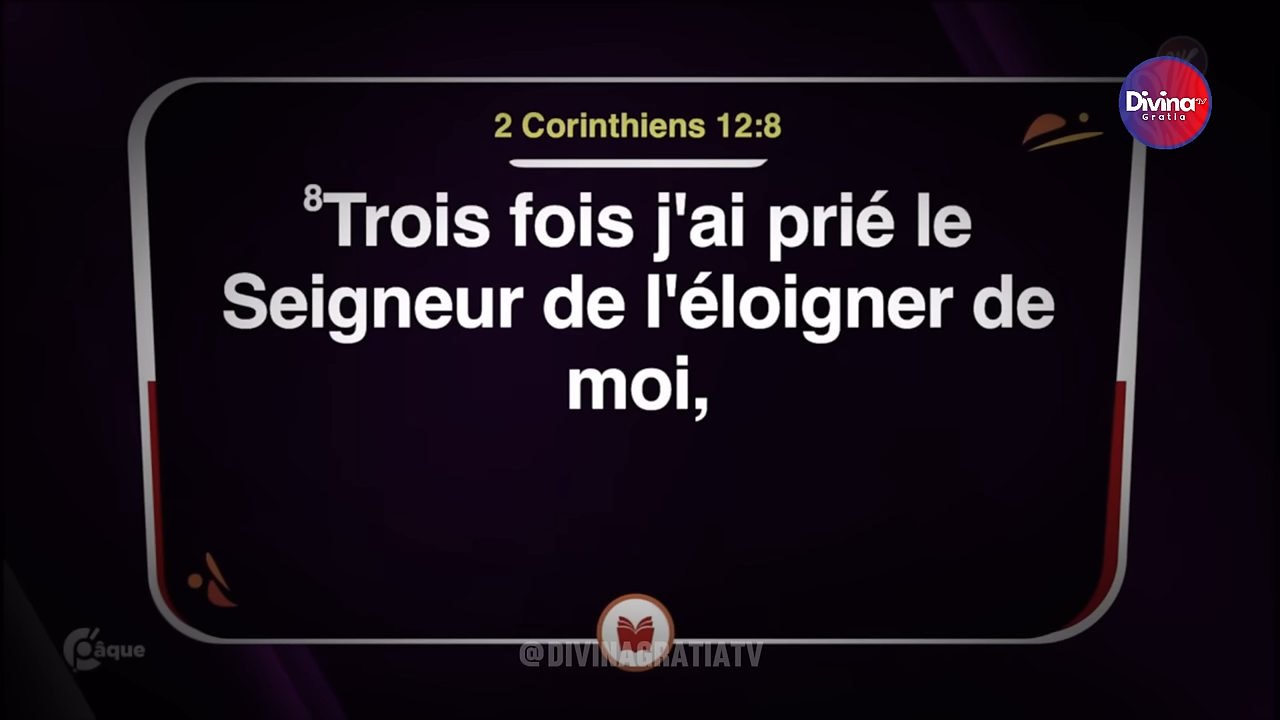 Divina TV
Gratia
2 Corinthiens 12:8
⁸Trois fois j'ai prié le
Seigneur de l'éloigner de
moi,
Pâque
@DIVINAGRATIATV